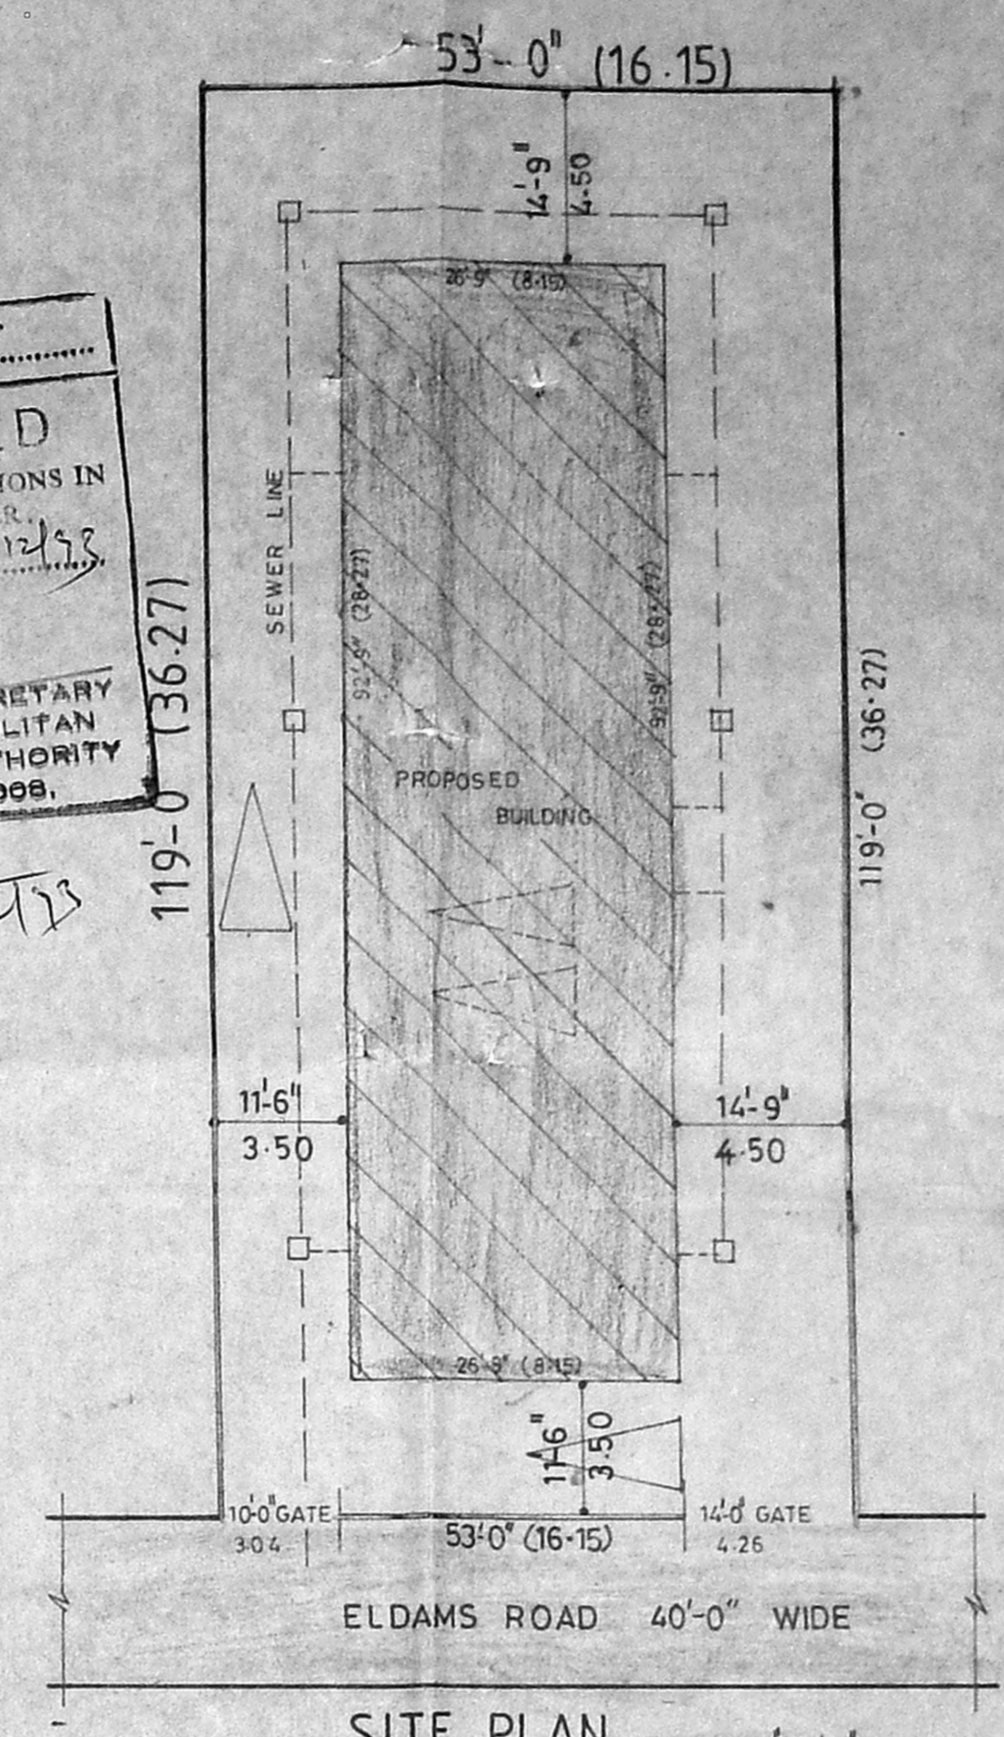 53'-0" (16.15)
14'-9"
4.50
26'-9" (8.15)
D
IONS IN
R.
12/93
SEWER LINE
92'-9" (28.27)
92'-9" (28.27)
119'-0" (36.27)
119'-0" (36.27)
RETARY
LITAN
THORITY
008.
PROPOSED
BUILDING
11'-6"
3.50
14'-9"
4.50
26'-9" (8.15)
11'-6"
3.50
10'-0" GATE
3.04
53'-0" (16.15)
14'-0" GATE
4.26
ELDAMS ROAD 40'-0" WIDE
SITE PLAN